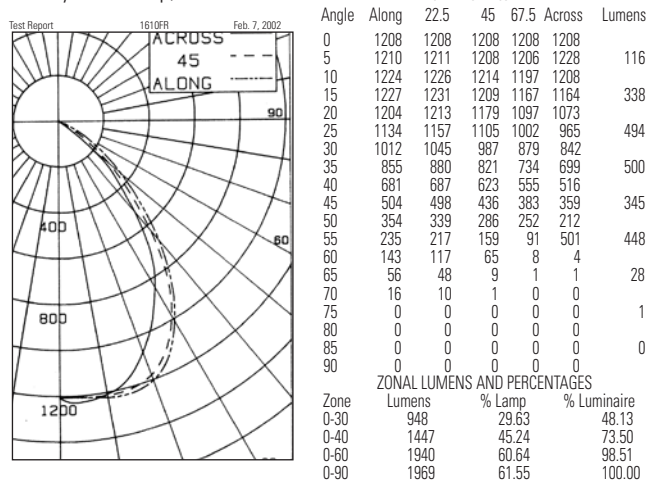 Test Report 1610FR Feb. 7, 2002
ACROSS
45
ALONG
90
60
400
800
1200
Angle Along 22.5 45 67.5 Across Lumens
0 1208 1208 1208 1208 1208
5 1210 1211 1208 1206 1228 116
10 1224 1226 1214 1197 1208
15 1227 1231 1209 1167 1164 338
20 1204 1213 1179 1097 1073
25 1134 1157 1105 1002 965 494
30 1012 1045 987 879 842
35 855 880 821 734 699 500
40 681 687 623 555 516
45 504 498 436 383 359 345
50 354 339 286 252 212
55 235 217 159 91 501 448
60 143 117 65 8 4
65 56 48 9 1 1 28
70 16 10 1 0 0
75 0 0 0 0 0 1
80 0 0 0 0 0
85 0 0 0 0 0 0
90 0 0 0 0 0
ZONAL LUMENS AND PERCENTAGES
Zone Lumens % Lamp % Luminaire
0-30 948 29.63 48.13
0-40 1447 45.24 73.50
0-60 1940 60.64 98.51
0-90 1969 61.55 100.00